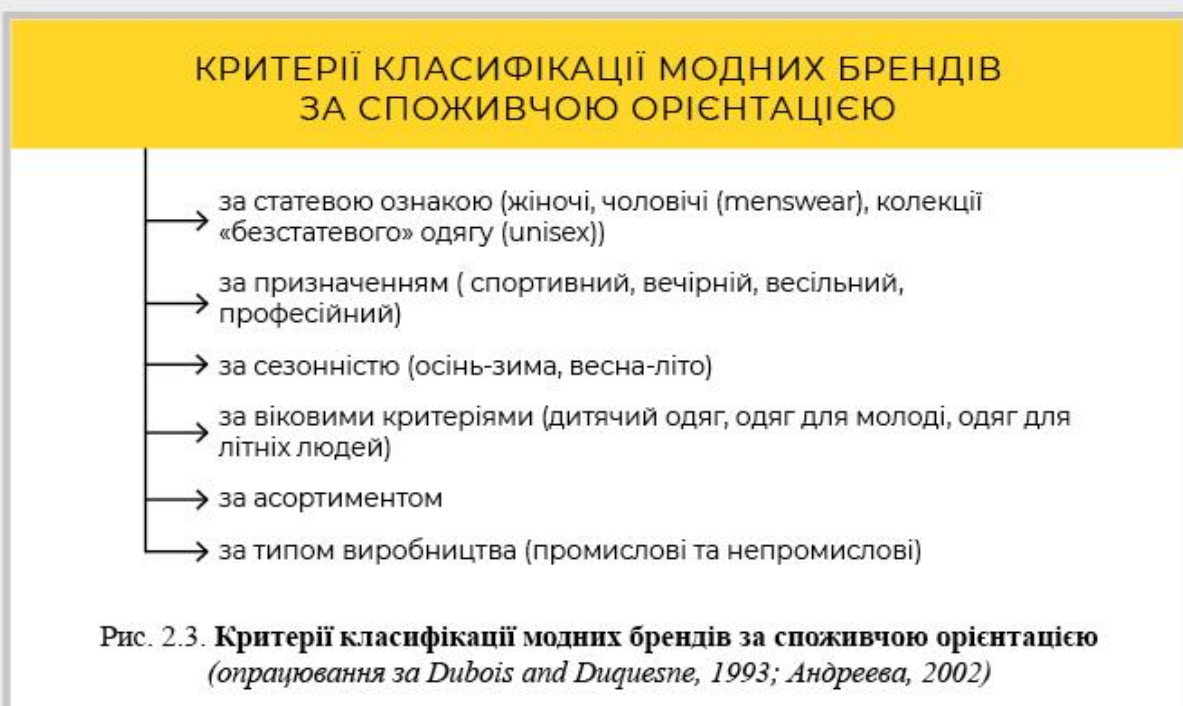 КРИТЕРІЇ КЛАСИФІКАЦІЇ МОДНИХ БРЕНДІВ
ЗА СПОЖИВЧОЮ ОРІЄНТАЦІЄЮ
за статевою ознакою (жіночі, чоловічі (menswear), колекції
«безстатевого» одягу (unisex))
за призначенням ( спортивний, вечірній, весільний,
професійний)
за сезонністю (осінь-зима, весна-літо)
за віковими критеріями (дитячий одяг, одяг для молоді, одяг для
літніх людей)
за асортиментом
за типом виробництва (промислові та непромислові)
Рис. 2.3. Критерії класифікації модних брендів за споживчою орієнтацією
(опрацювання за Dubois and Duquesne, 1993; Андреева, 2002)